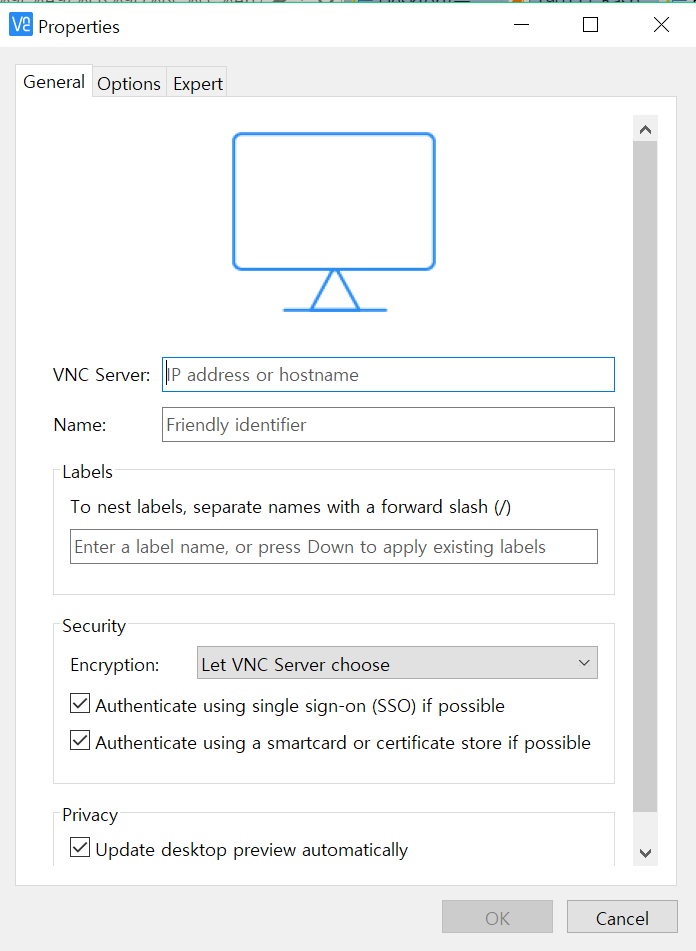 Properties
General Options Expert
VNC Server: IP address or hostname
Name: Friendly identifier
Labels
To nest labels, separate names with a forward slash (/)
Enter a label name, or press Down to apply existing labels
Security
Encryption: Let VNC Server choose
Authenticate using single sign-on (SSO) if possible
Authenticate using a smartcard or certificate store if possible
Privacy
Update desktop preview automatically
OK Cancel